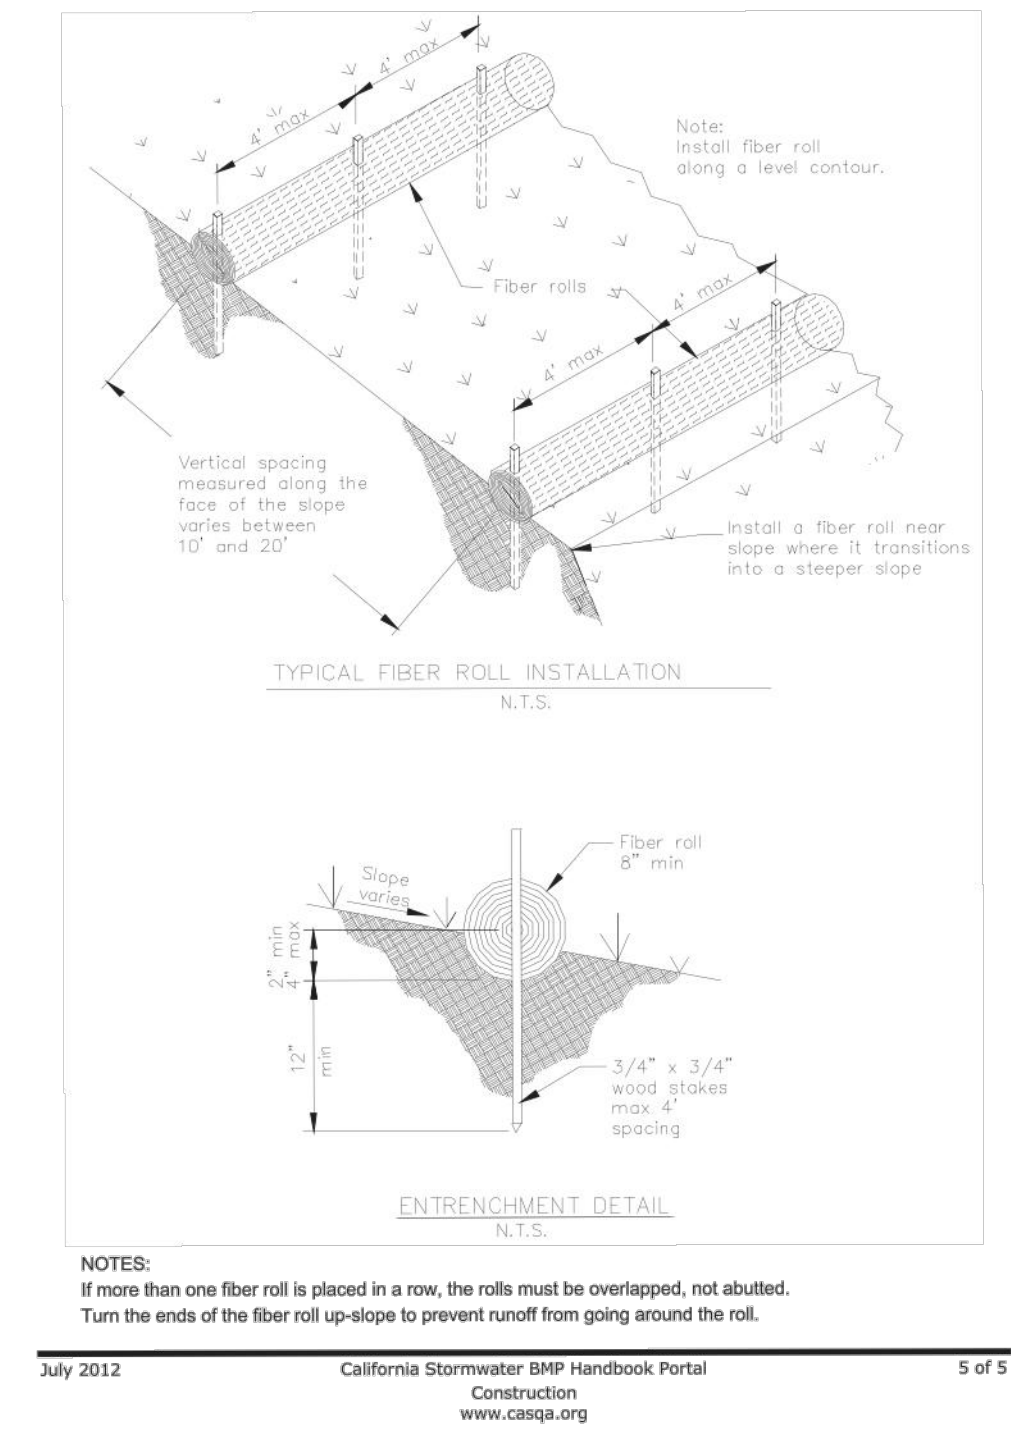 4' max
4' max
Note:
Install fiber roll
along a level contour.
Fiber rolls
4' max
4' max
Vertical spacing
measured along the
face of the slope
varies between
10' and 20'
Install a fiber roll near
slope where it transitions
into a steeper slope
TYPICAL FIBER ROLL INSTALLATION
N.T.S.
Fiber roll
8" min
Slope
varies
2" min
4" max
12"
min
3/4" x 3/4"
wood stakes
max 4'
spacing
ENTRENCHMENT DETAIL
N.T.S.
NOTES:
If more than one fiber roll is placed in a row, the rolls must be overlapped, not abutted.
Turn the ends of the fiber roll up-slope to prevent runoff from going around the roll.
July 2012
California Stormwater BMP Handbook Portal
5 of 5
Construction
www.casqa.org